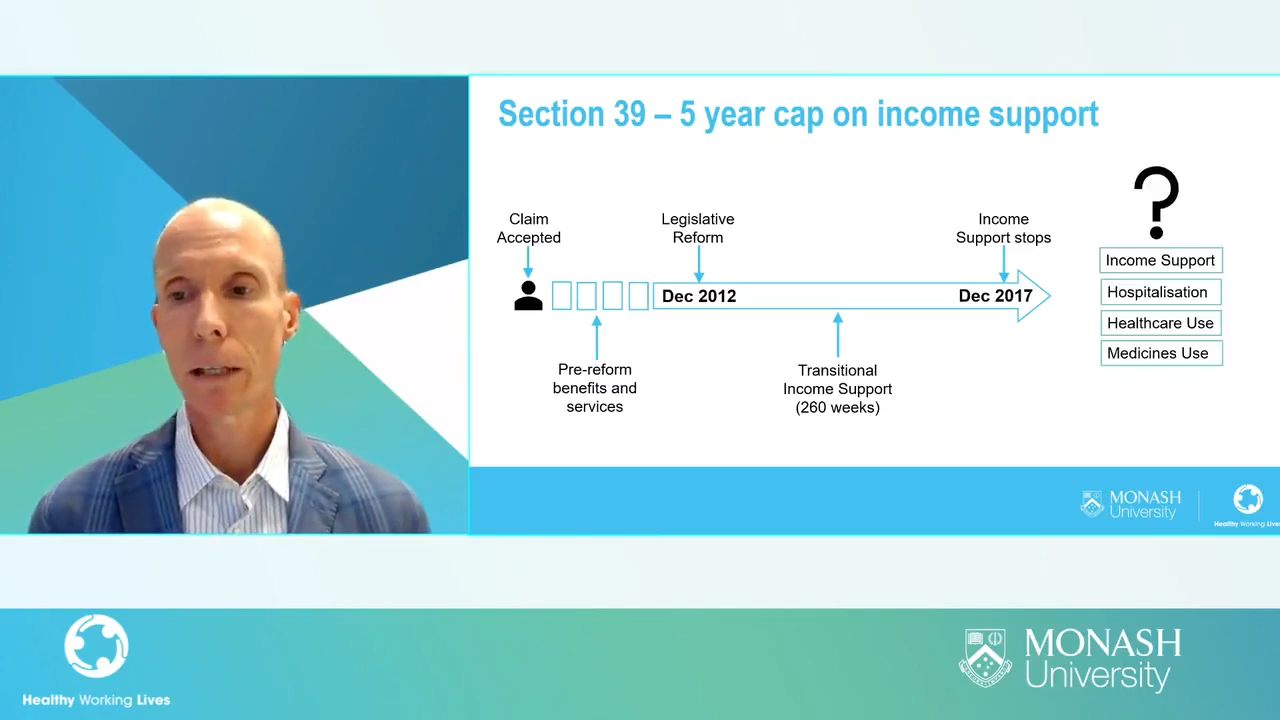 Section 39 – 5 year cap on income support
Claim
Accepted
Legislative
Reform
Income
Support stops
?
Dec 2012
Dec 2017
Pre-reform
benefits and
services
Transitional
Income Support
(260 weeks)
Income Support
Hospitalisation
Healthcare Use
Medicines Use
MONASH
University
Healthy Working Lives
Healthy Working Lives
MONASH
University